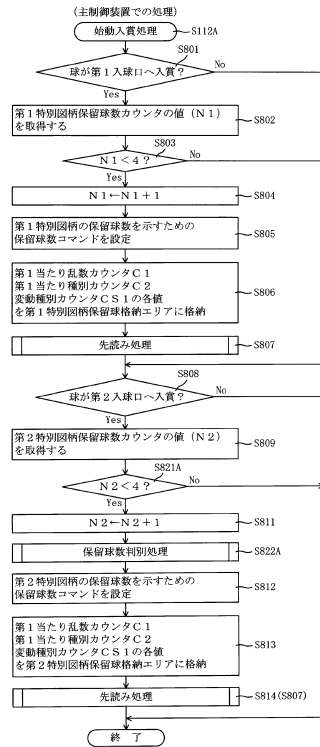 (主制御装置での処理)
始動入賞処理
S112A
S801
球が第1入球口へ入賞?
No
Yes
第1特別図柄保留球数カウンタの値(N1)
を取得する
S802
S803
N1<4?
No
Yes
N1←N1+1
S804
第1特別図柄の保留球数を示すための
保留球数コマンドを設定
S805
第1当たり乱数カウンタC1
第1当たり種別カウンタC2
変動種別カウンタCS1の各値
を第1特別図柄保留球格納エリアに格納
S806
先読み処理
S807
S808
球が第2入球口へ入賞?
No
Yes
第2特別図柄保留球数カウンタの値(N2)
を取得する
S809
S821A
N2<4?
No
Yes
N2←N2+1
S811
保留球数判別処理
S822A
第2特別図柄の保留球数を示すための
保留球数コマンドを設定
S812
第1当たり乱数カウンタC1
第1当たり種別カウンタC2
変動種別カウンタCS1の各値
を第2特別図柄保留球格納エリアに格納
S813
先読み処理
S814(S807)
終 了